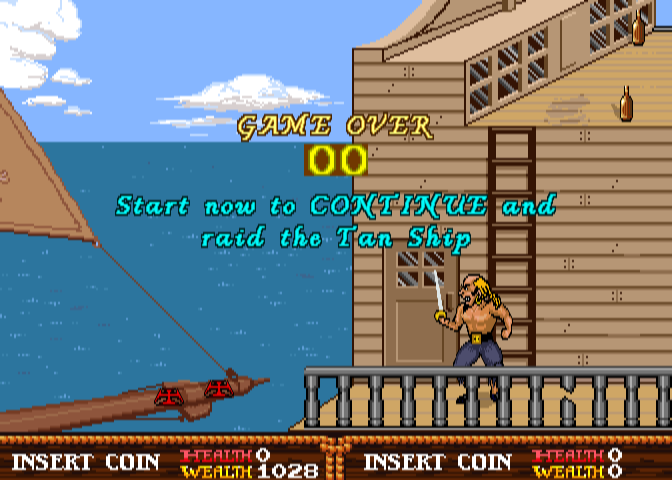 GAME OVER
00
Start now to CONTINUE and
raid the Tan Ship
INSERT COIN HEALTH 0 INSERT COIN HEALTH 0
WEALTH 1028 WEALTH 0